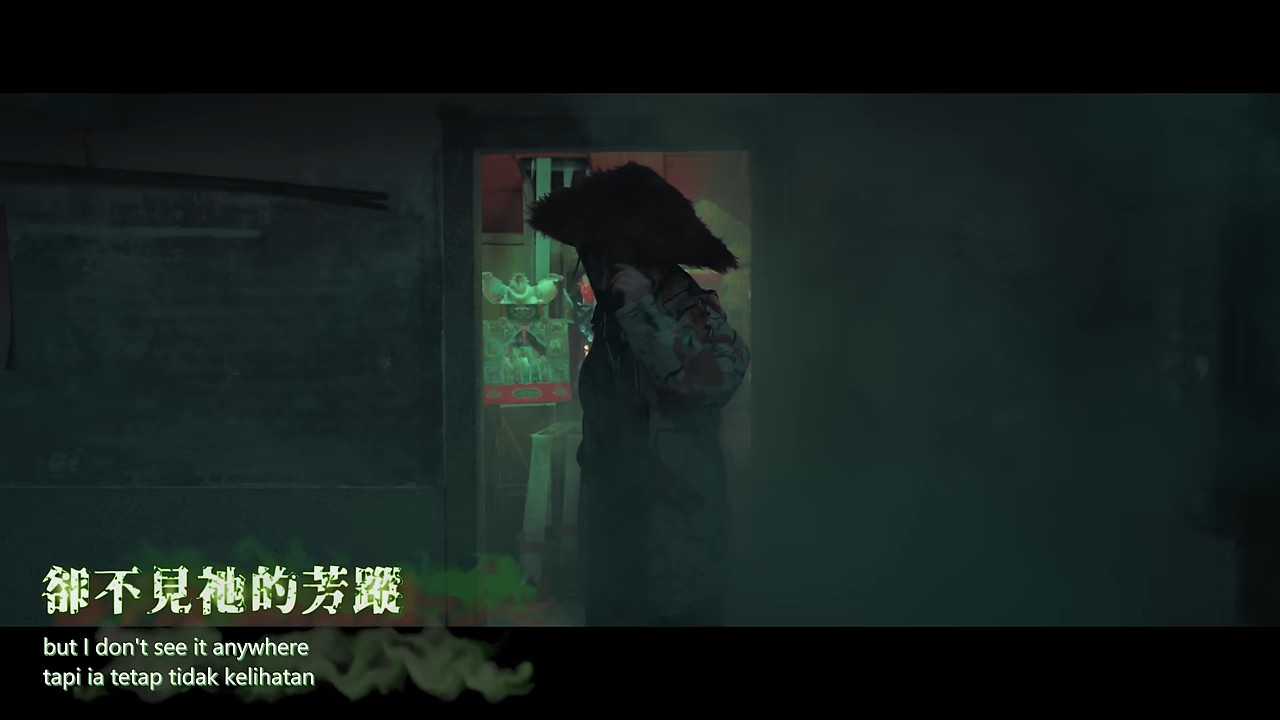 卻不見祂的芳蹤
but I don't see it anywhere
tapi ia tetap tidak kelihatan